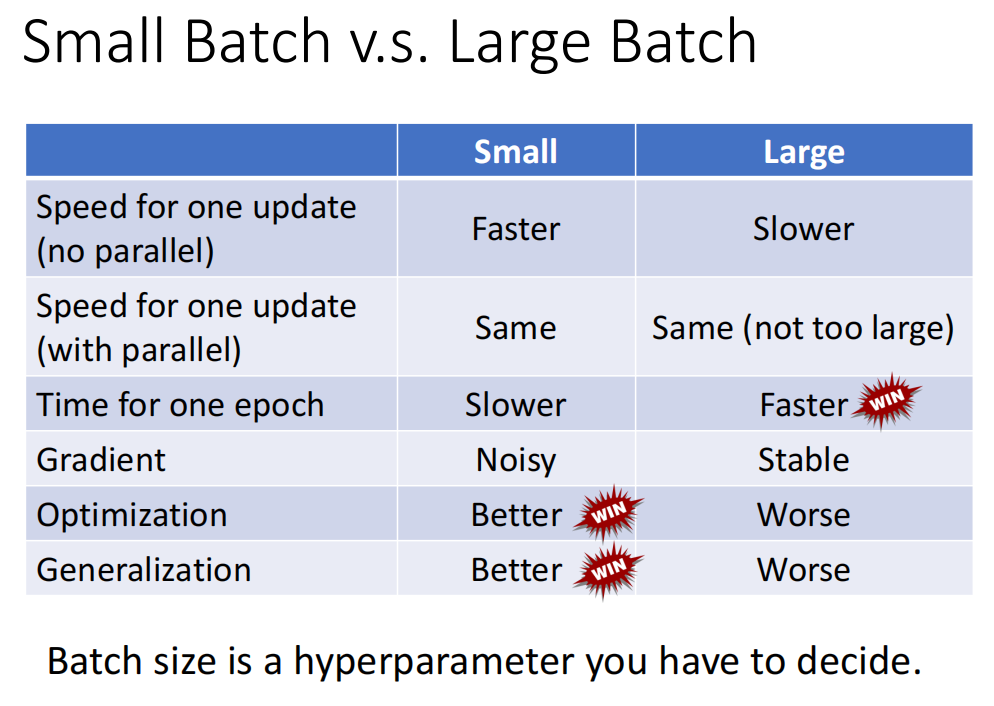 Small Batch v.s. Large Batch
Small Large
Speed for one update
(no parallel) Faster Slower
Speed for one update
(with parallel) Same Same (not too large)
Time for one epoch Slower Faster WIN
Gradient Noisy Stable
Optimization Better WIN Worse
Generalization Better WIN Worse
Batch size is a hyperparameter you have to decide.